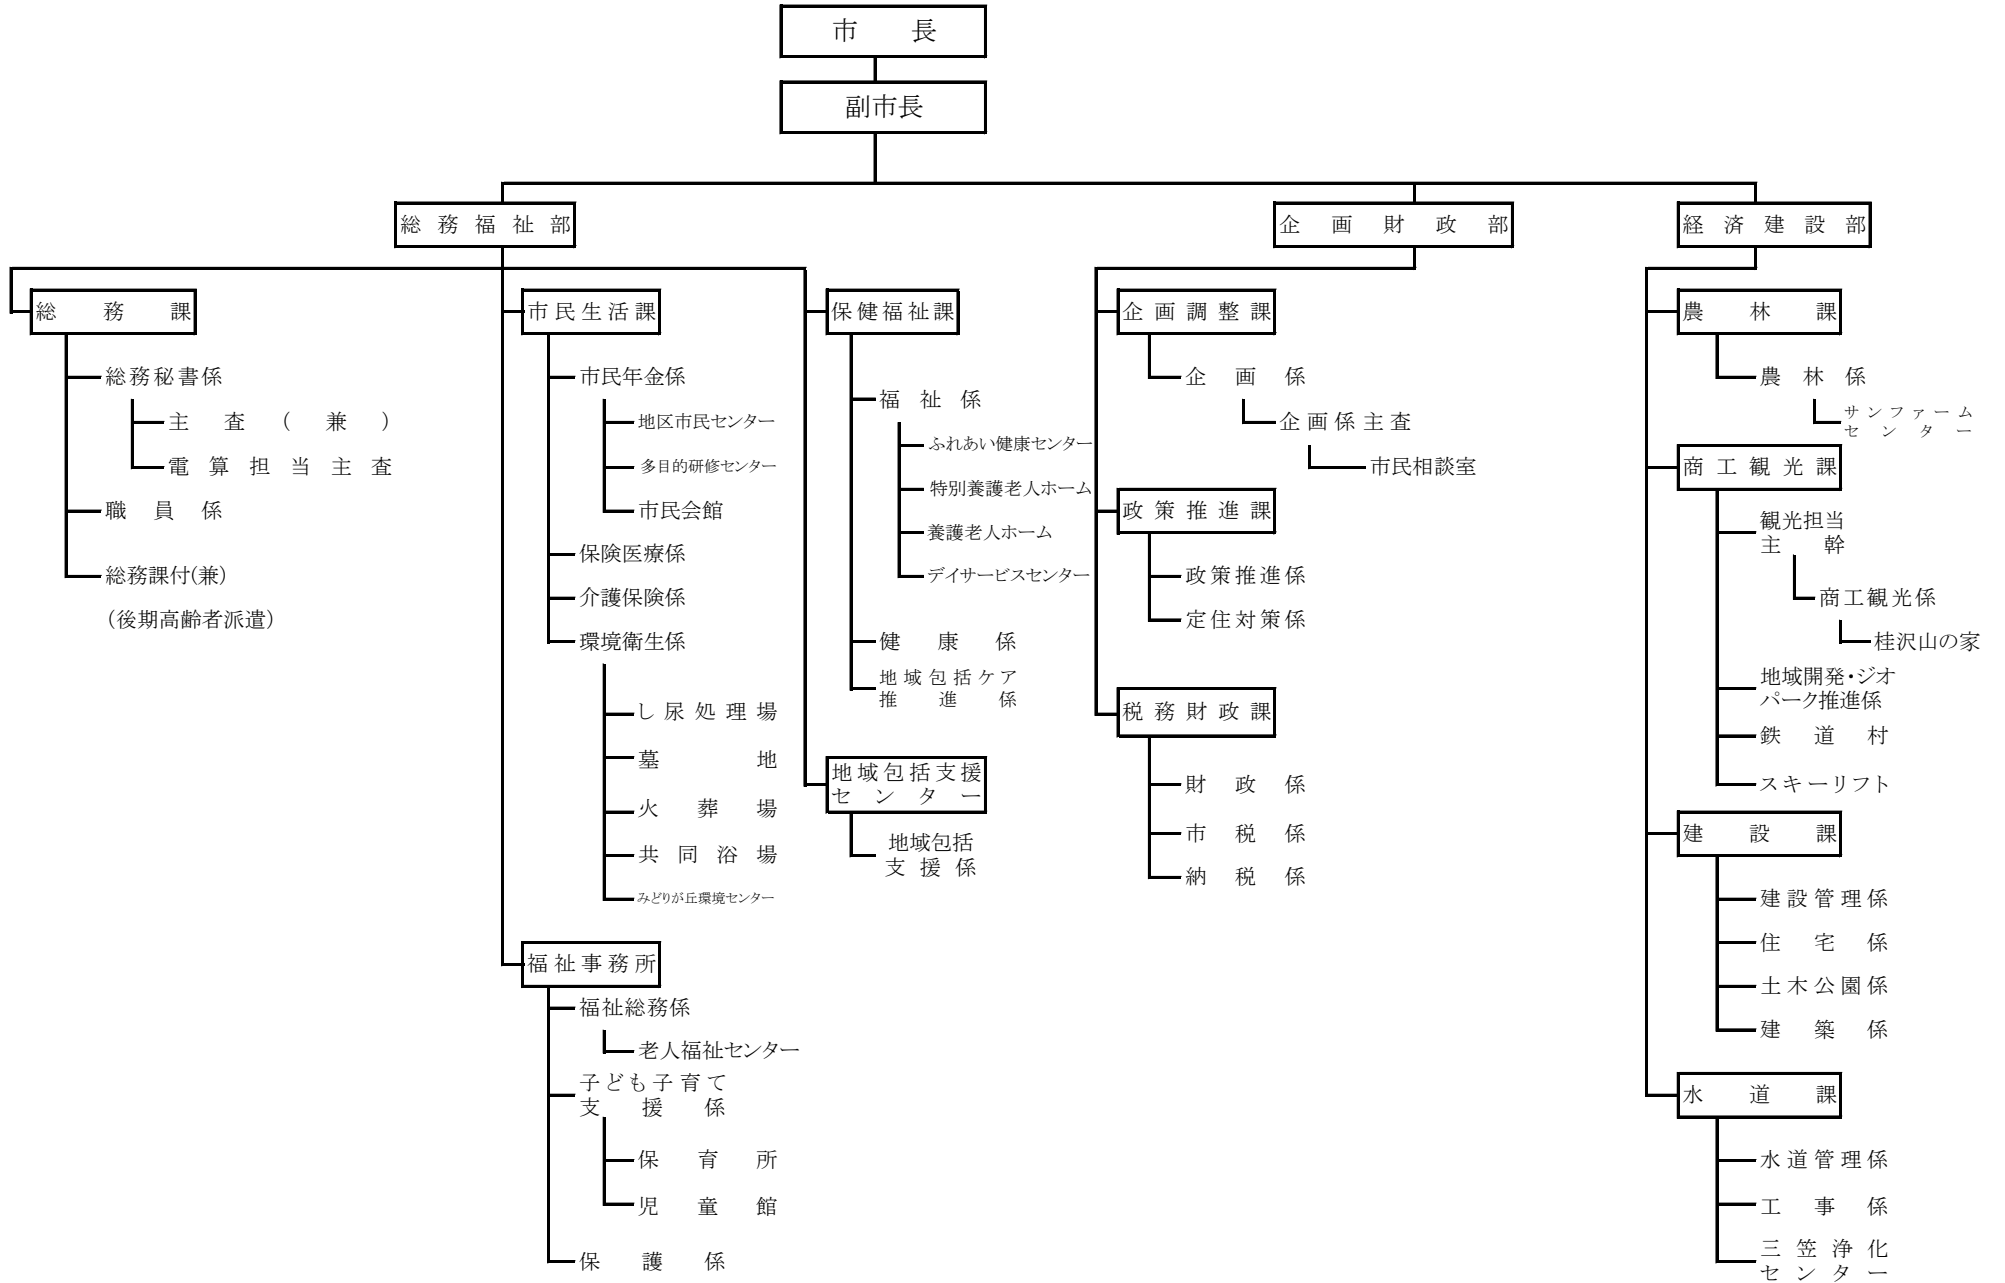 市長
副市長
総務福祉部
総務課
総務秘書係
主査(兼)
電算担当主査
職員係
総務課付(兼)
(後期高齢者派遣)
市民生活課
市民年金係
地区市民センター
多目的研修センター
市民会館
保険医療係
介護保険係
環境衛生係
し尿処理場
墓地
火葬場
共同浴場
みどりが丘環境センター
福祉事務所
福祉総務係
老人福祉センター
子ども子育て
支援係
保育所
児童館
保護係
保健福祉課
福祉係
ふれあい健康センター
特別養護老人ホーム
養護老人ホーム
デイサービスセンター
健康係
地域包括ケア
推進係
地域包括支援
センター
地域包括
支援係
企画財政部
企画調整課
企画係
企画係主査
市民相談室
政策推進課
政策推進係
定住対策係
税務財政課
財政係
市税係
納税係
経済建設部
農林課
農林係
サンファーム
センター
商工観光課
観光担当
主幹
商工観光係
桂沢山の家
地域開発・ジオ
パーク推進係
鉄道村
スキーリフト
建設課
建設管理係
住宅係
土木公園係
建築係
水道課
水道管理係
工事係
三笠浄化
センター